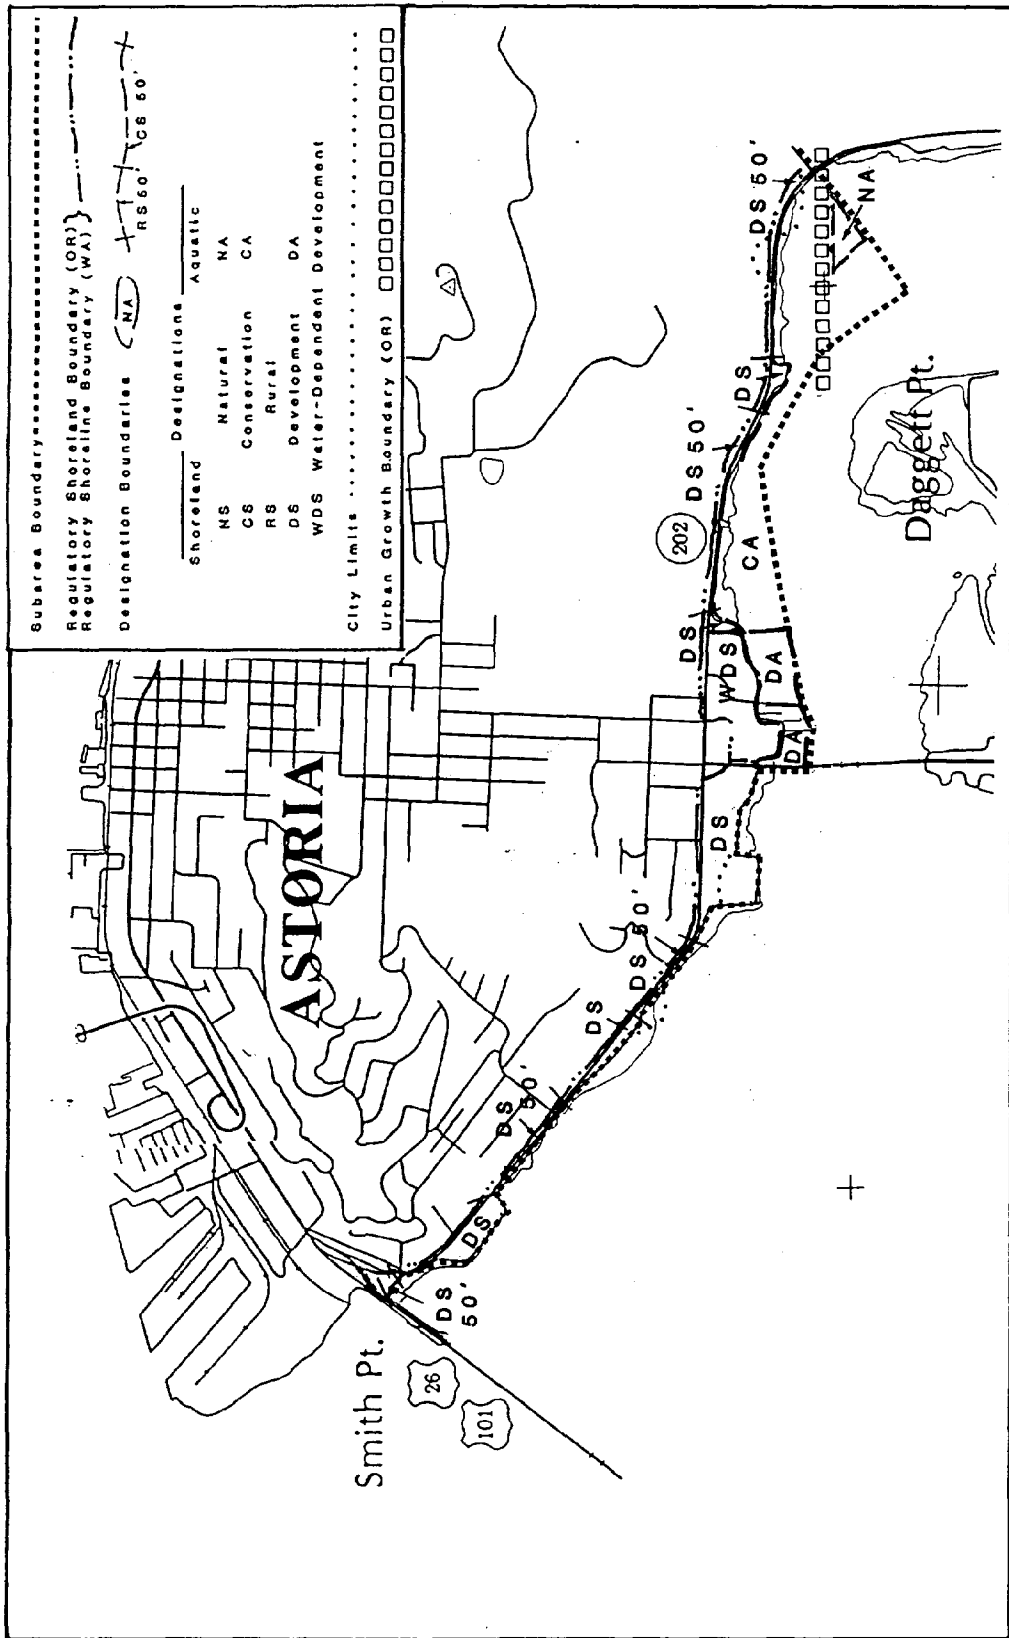 Subarea Boundary
Regulatory Shoreland Boundary (OR)}
Regulatory Shoreline Boundary (WA)}
Designation Boundaries (NA) RS50' CS 50'
Designations
Shoreland Aquatic
NS Natural NA
CS Conservation CA
RS Rural
DS Development DA
WDS Water-Dependent Development
City Limits
Urban Growth Boundary (OR)
ASTORIA
Smith Pt.
26
101
DS
50'
DS
DS 50'
DS
DS 50'
DS
DA
WDS
DA
DS
CA
202
DS 50'
DS
DS 50'
NA
Daggett Pt.